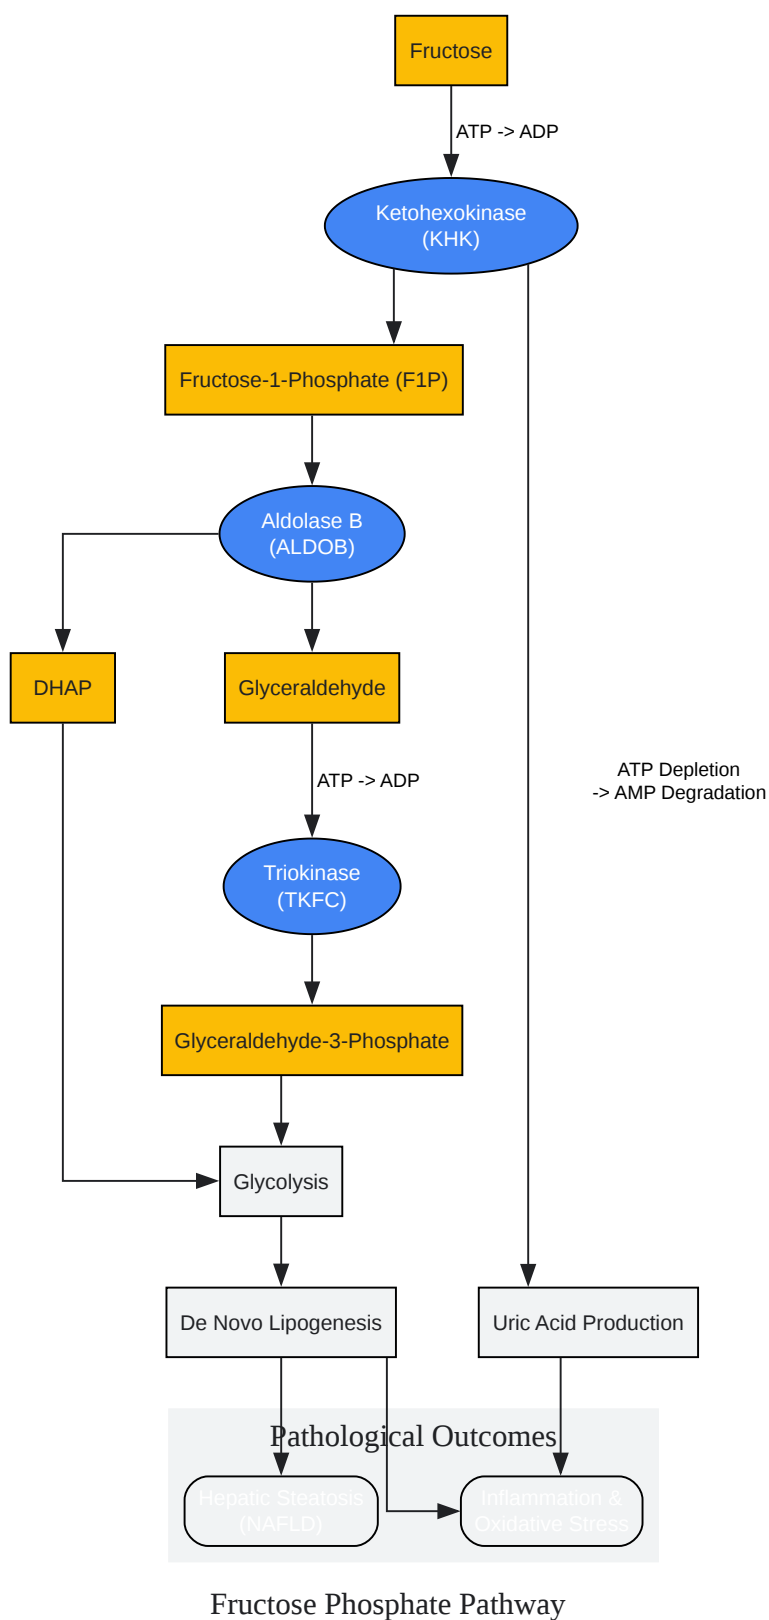 Fructose
ATP -> ADP
Ketohexokinase
(KHK)
Fructose-1-Phosphate (F1P)
Aldolase B
(ALDOB)
DHAP
Glyceraldehyde
ATP -> ADP
ATP Depletion
-> AMP Degradation
Triokinase
(TKFC)
Glyceraldehyde-3-Phosphate
Glycolysis
De Novo Lipogenesis
Uric Acid Production
Pathological Outcomes
Hepatic Steatosis
(NAFLD)
Inflammation &
Oxidative Stress
Fructose Phosphate Pathway